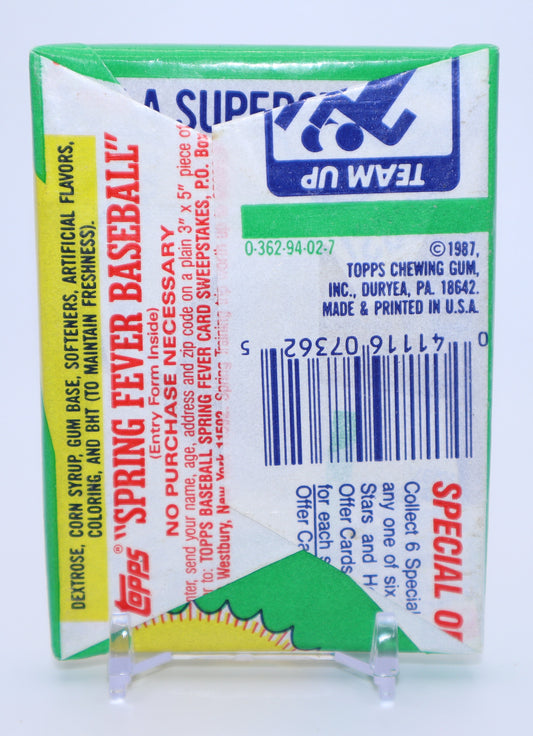 A SUPERS
TEAM UP
0-362-94-02-7
©1987,
TOPPS CHEWING GUM,
INC., DURYEA, PA. 18642.
MADE & PRINTED IN U.S.A.
0 41116 07362 5
DEXTROSE, CORN SYRUP, GUM BASE, SOFTENERS, ARTIFICIAL FLAVORS,
COLORING, AND BHT (TO MAINTAIN FRESHNESS).
TOPPS® "SPRING FEVER BASEBALL"
(Entry Form Inside)
NO PURCHASE NECESSARY
nter, send your name, age, address and zip code on a plain 3" x 5" piece of
r to: TOPPS BASEBALL SPRING FEVER CARD SWEEPSTAKES, P.O. Box
Westbury, New York 11592. Spring Training
SPECIAL O
Collect 6 Specia
any one of six
Stars and H
Offer Cards
for each s
Offer Ca